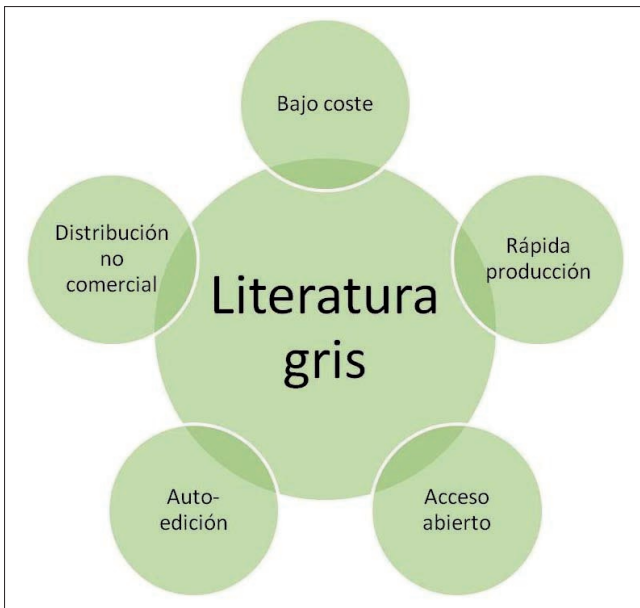 Bajo coste
Distribución
no
comercial
Rápida
producción
Literatura
gris
Auto-
edición
Acceso
abierto